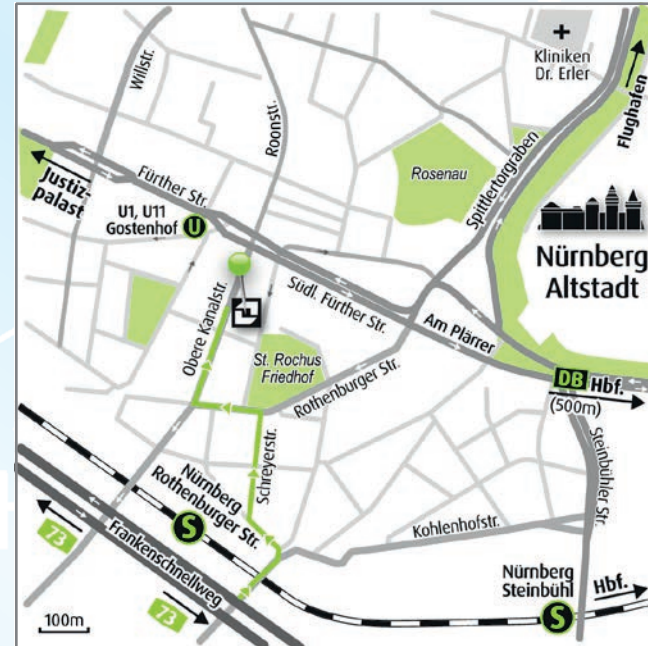 Kliniken
Dr. Erler
Flughafen
Willstr.
Roonstr.
Fürther Str.
Justiz-
palast
U1, U11
Gostenhof
U
Rosenau
Spittlertorgraben
Nürnberg
Altstadt
Südl. Fürther Str.
Am Plärrer
Obere Kanalstr.
St. Rochus
Friedhof
Rothenburger Str.
DB Hbf.
(500m)
Steinbühler Str.
Schreyerstr.
Nürnberg
Rothenburger Str.
S
Kohlenhofstr.
73
Frankenschnellweg
73
Nürnberg
Steinbühl
Hbf.
S
100m